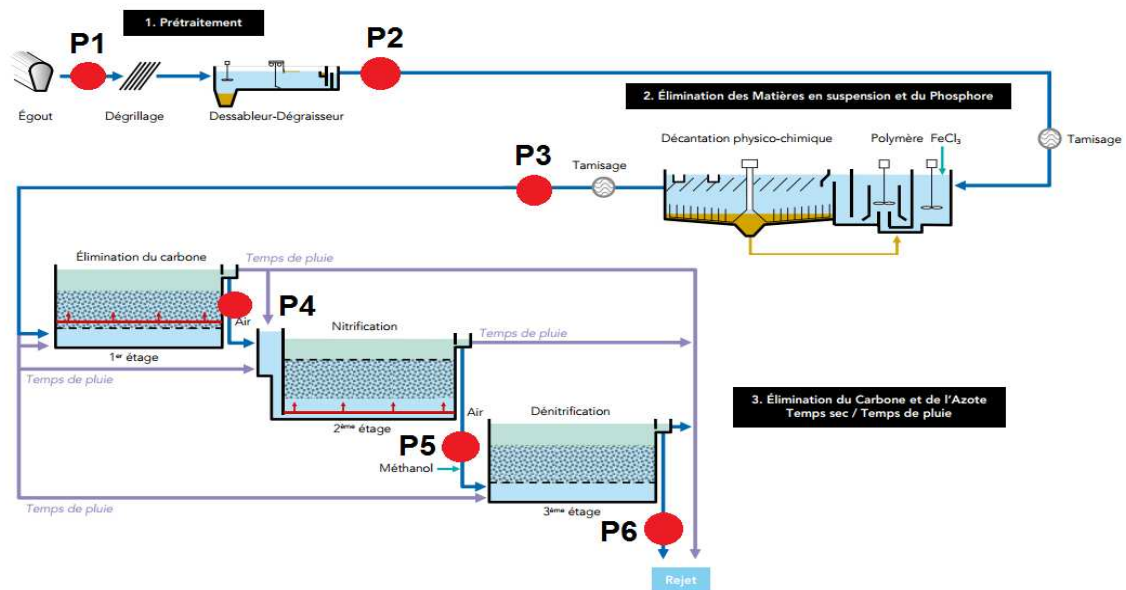 1. Prétraitement
P1
P2
Égout
Dégrillage
Dessableur-Dégraisseur
2. Élimination des Matières en suspension et du Phosphore
Décantation physico-chimique
Polymère FeCl₃
Tamisage
P3
Tamisage
Élimination du carbone
Temps de pluie
P4
Air
Nitrification
Temps de pluie
1er étage
Temps de pluie
3. Élimination du Carbone et de l'Azote
Temps sec / Temps de pluie
Air
Dénitrification
2ème étage
P5
Méthanol
Temps de pluie
3ème étage
P6
Rejet